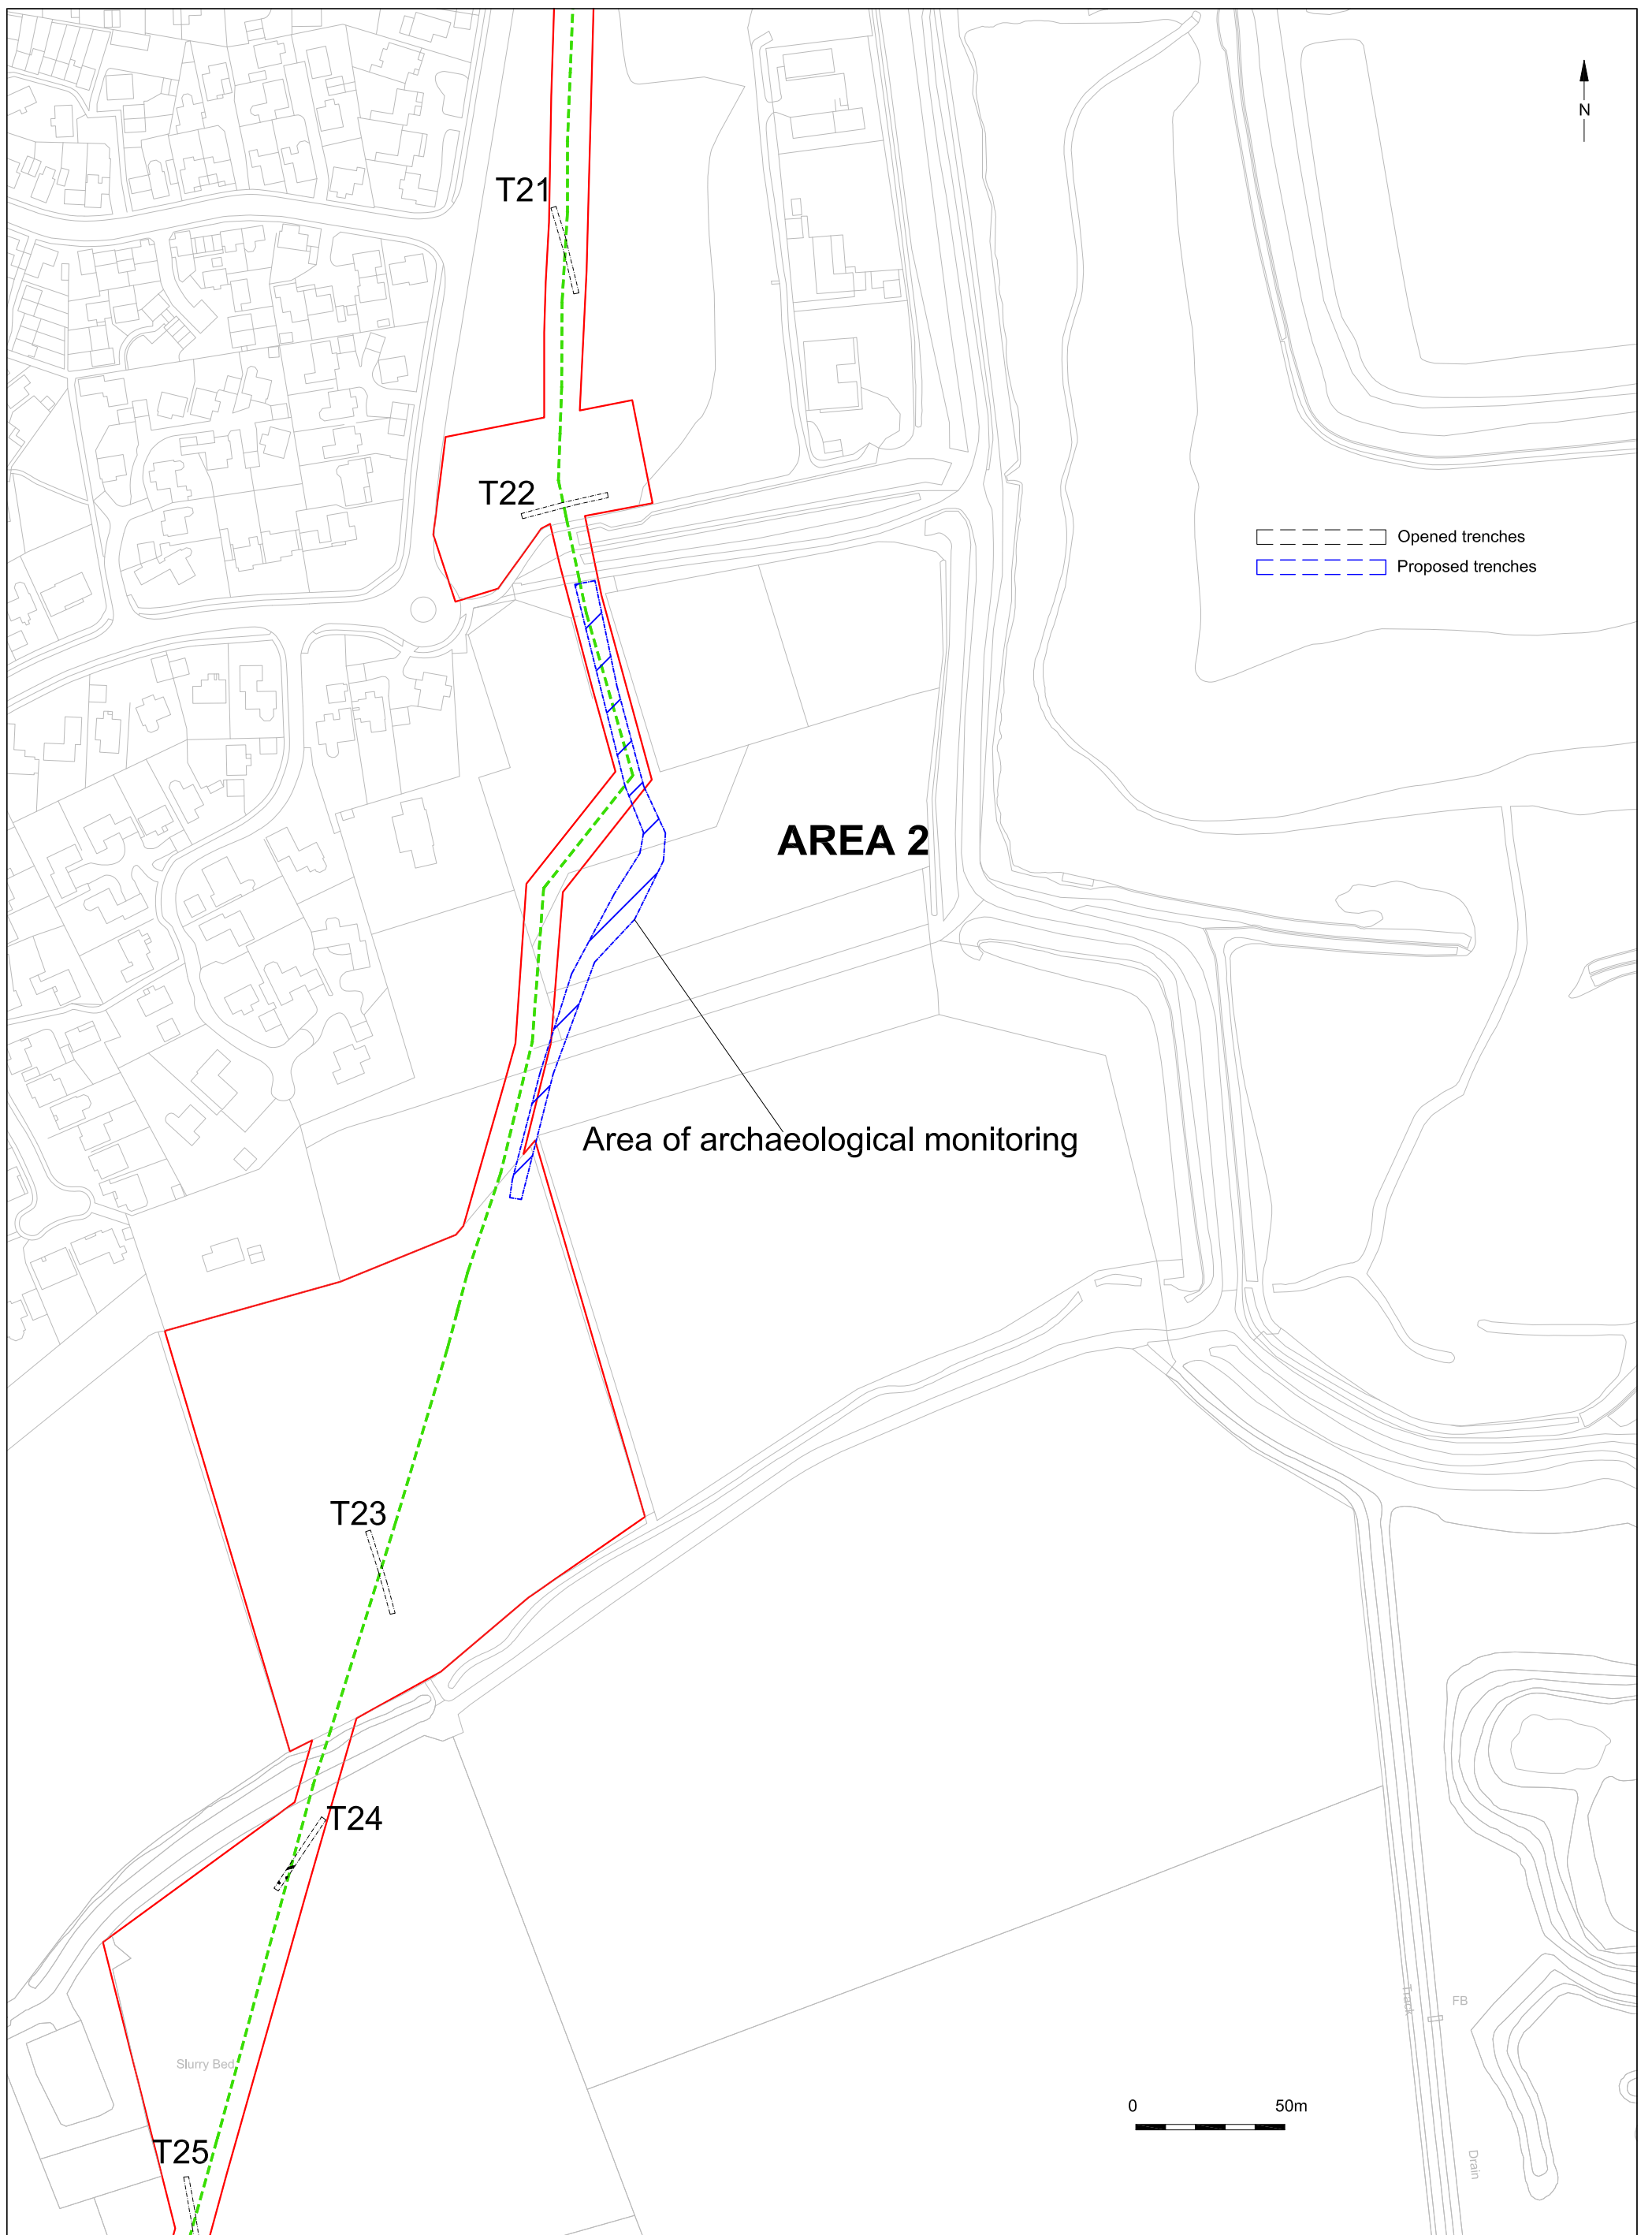 N
T21
T22
Opened trenches
Proposed trenches
AREA 2
Area of archaeological monitoring
T23
T24
Track
FB
Slurry Bed
0 50m
T25
Drain